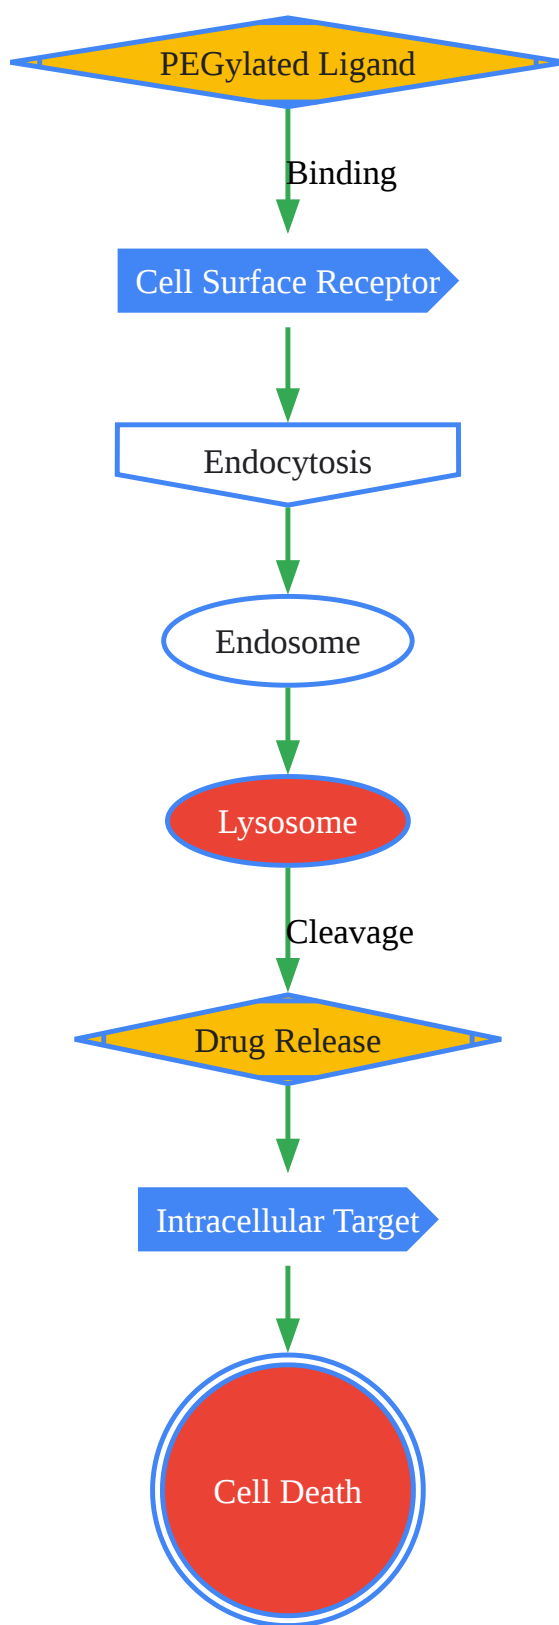 PEGylated Ligand
Binding
Cell Surface Receptor
Endocytosis
Endosome
Lysosome
Cleavage
Drug Release
Intracellular Target
Cell Death